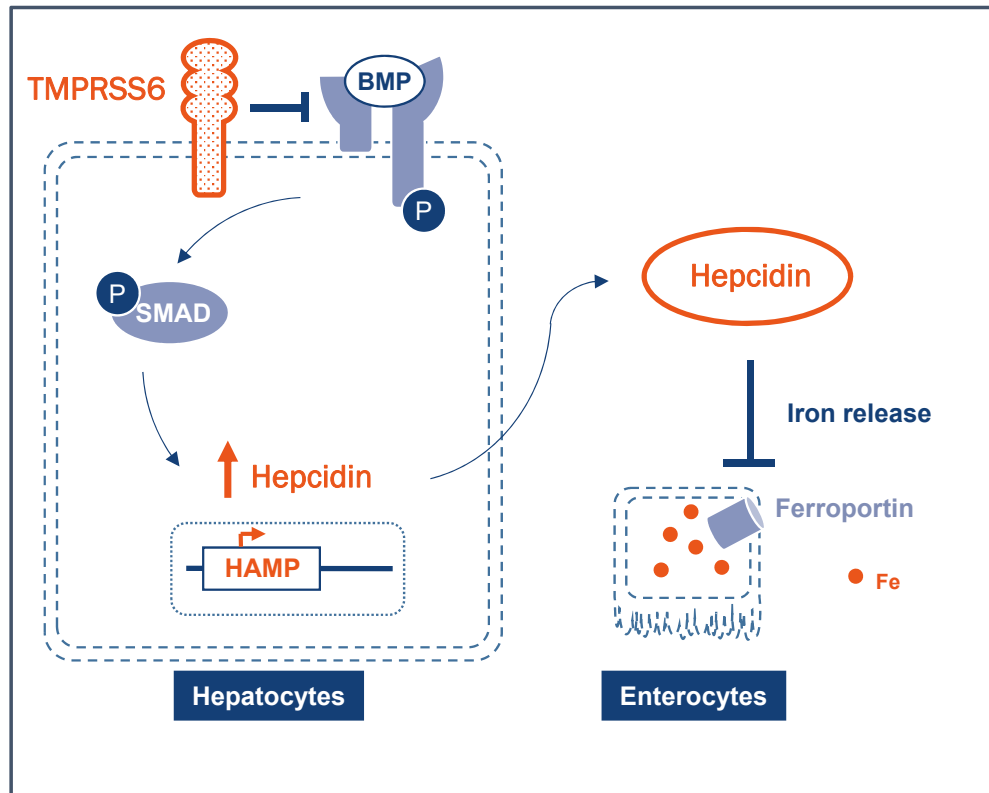 TMPRSS6
BMP
P
P
SMAD
Hepcidin
HAMP
Hepatocytes
Hepcidin
Iron release
Ferroportin
Fe
Enterocytes